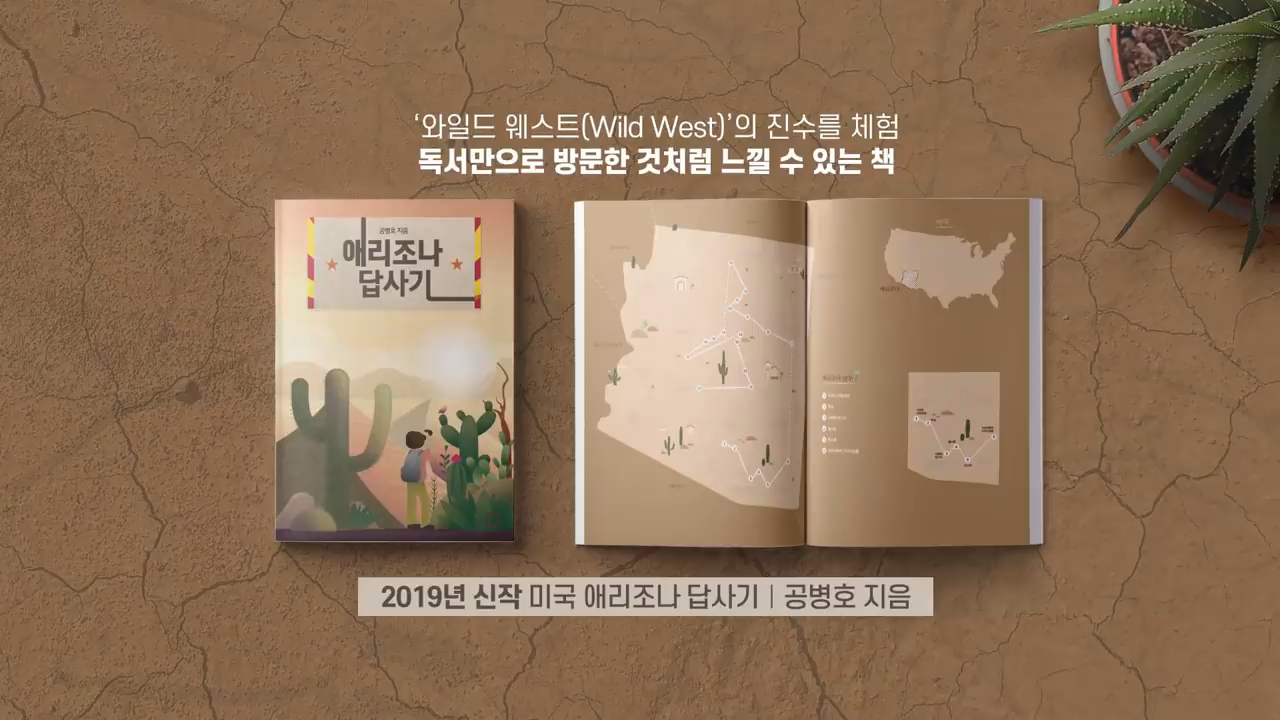 ‘와일드 웨스트(Wild West)’의 진수를 체험
독서만으로 방문한 것처럼 느낄 수 있는 책
공병호 지음
애리조나
답사기
2019년 신작 미국 애리조나 답사기 | 공병호 지음